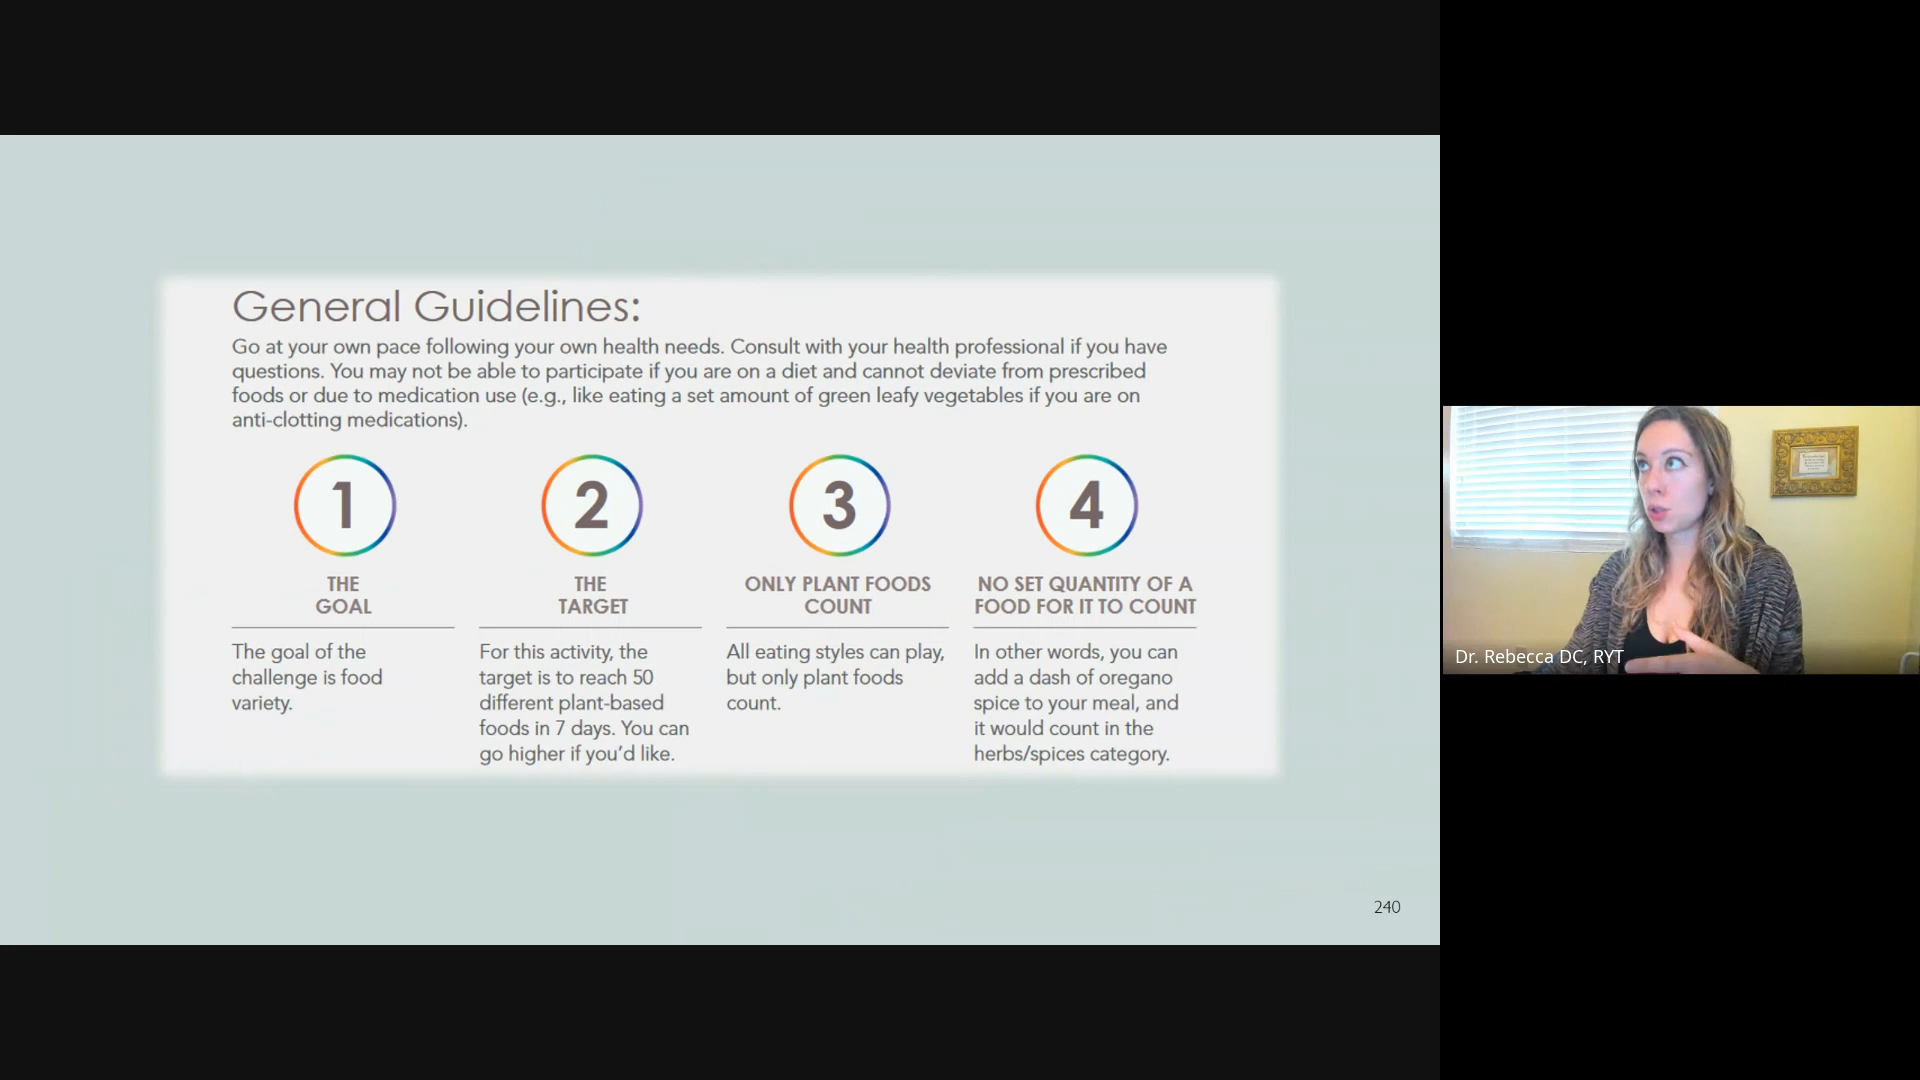 General Guidelines:
Go at your own pace following your own health needs. Consult with your health professional if you have
questions. You may not be able to participate if you are on a diet and cannot deviate from prescribed
foods or due to medication use (e.g., like eating a set amount of green leafy vegetables if you are on
anti-clotting medications).
1
THE
GOAL
The goal of the
challenge is food
variety.
2
THE
TARGET
For this activity, the
target is to reach 50
different plant-based
foods in 7 days. You can
go higher if you'd like.
3
ONLY PLANT FOODS
COUNT
All eating styles can play,
but only plant foods
count.
4
NO SET QUANTITY OF A
FOOD FOR IT TO COUNT
In other words, you can
add a dash of oregano
spice to your meal, and
it would count in the
herbs/spices category.
240
Dr. Rebecca DC, RYT